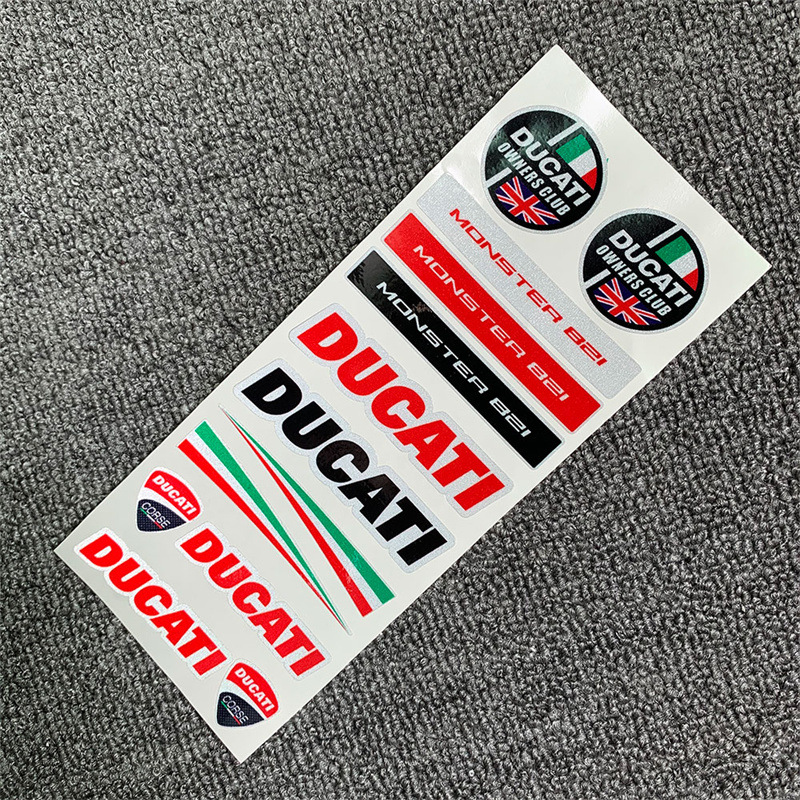 DUCATI
OWNERS CLUB
DUCATI
OWNERS CLUB
MONSTER 821
MONSTER 821
MONSTER 821
DUCATI
DUCATI
DUCATI
CORSE
DUCATI
DUCATI
DUCATI
CORSE